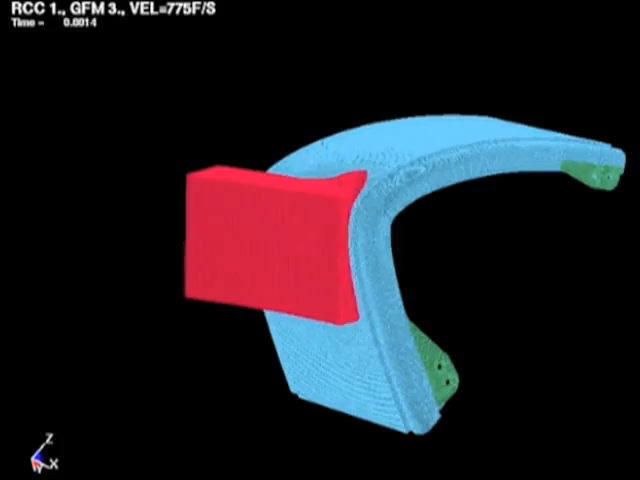 RCC 1., GFM 3., VEL=775F/S
Time = 0.0014
Z
X